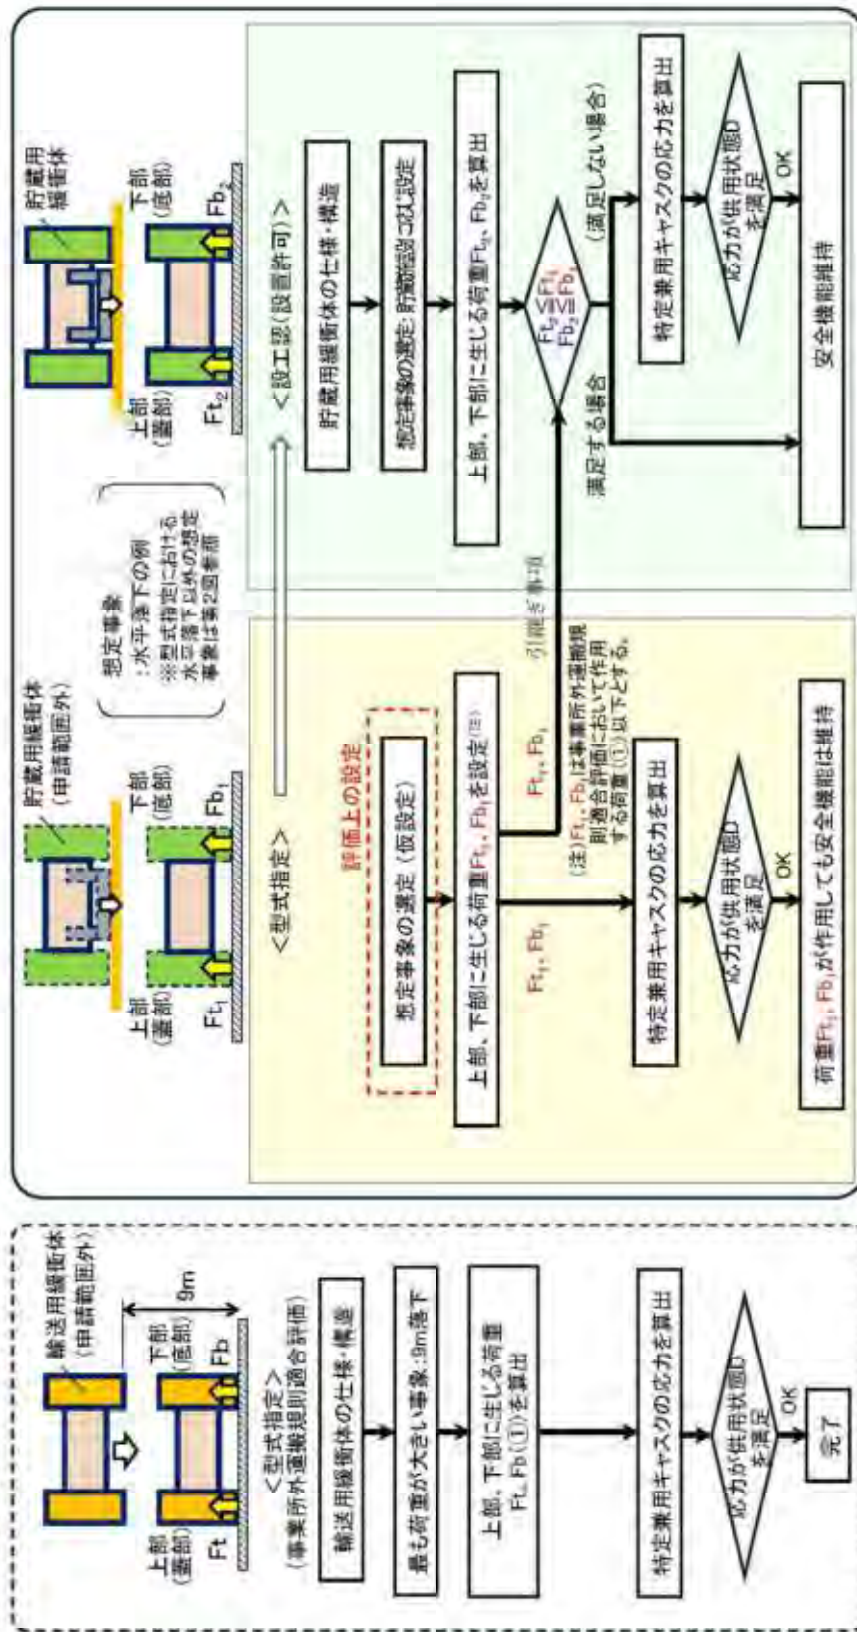 輸送用緩衝体
(申請範囲外)
9m
上部
(蓋部)
下部
(底部)
Ft
Fb
<型式指定>
(事業所外運搬規則適合評価)
輸送用緩衝体の仕様・構造
最も荷重が大きい事象:9m落下
上部、下部に生じる荷重
Ft、Fb(①)を算出
特定兼用キャスクの応力を算出
応力が供用状態D
を満足
OK
完了
貯蔵用緩衝体
(申請範囲外)
上部
(蓋部)
下部
(底部)
Ft₁
Fb₁
想定事象
:水平落下の例
※型式指定における
水平落下以外の想定
事象は第2図参照
貯蔵用
緩衝体
上部
(蓋部)
下部
(底部)
Ft₂
Fb₂
<型式指定>
評価上の設定
想定事象の選定(仮設定)
上部、下部に生じる荷重Ft₁、Fb₁を設定(注)
Ft₁、Fb₁
Ft₁、Fb₁
引継ぎ事項
(注)Ft₁、Fb₁は事業所外運搬規
則適合評価において作用
する荷重(①)以下とする。
特定兼用キャスクの応力を算出
応力が供用状態D
を満足
OK
荷重Ft₁、Fb₁が作用しても安全機能は維持
<設工認(設置許可)>
貯蔵用緩衝体の仕様・構造
想定事象の選定:貯蔵施設に応じ設定
上部、下部に生じる荷重Ft₂、Fb₂を算出
Ft₂≦Ft₁
Fb₂≦Fb₁
満足する場合
(満足しない場合)
特定兼用キャスクの応力を算出
応力が供用状態D
を満足
OK
安全機能維持